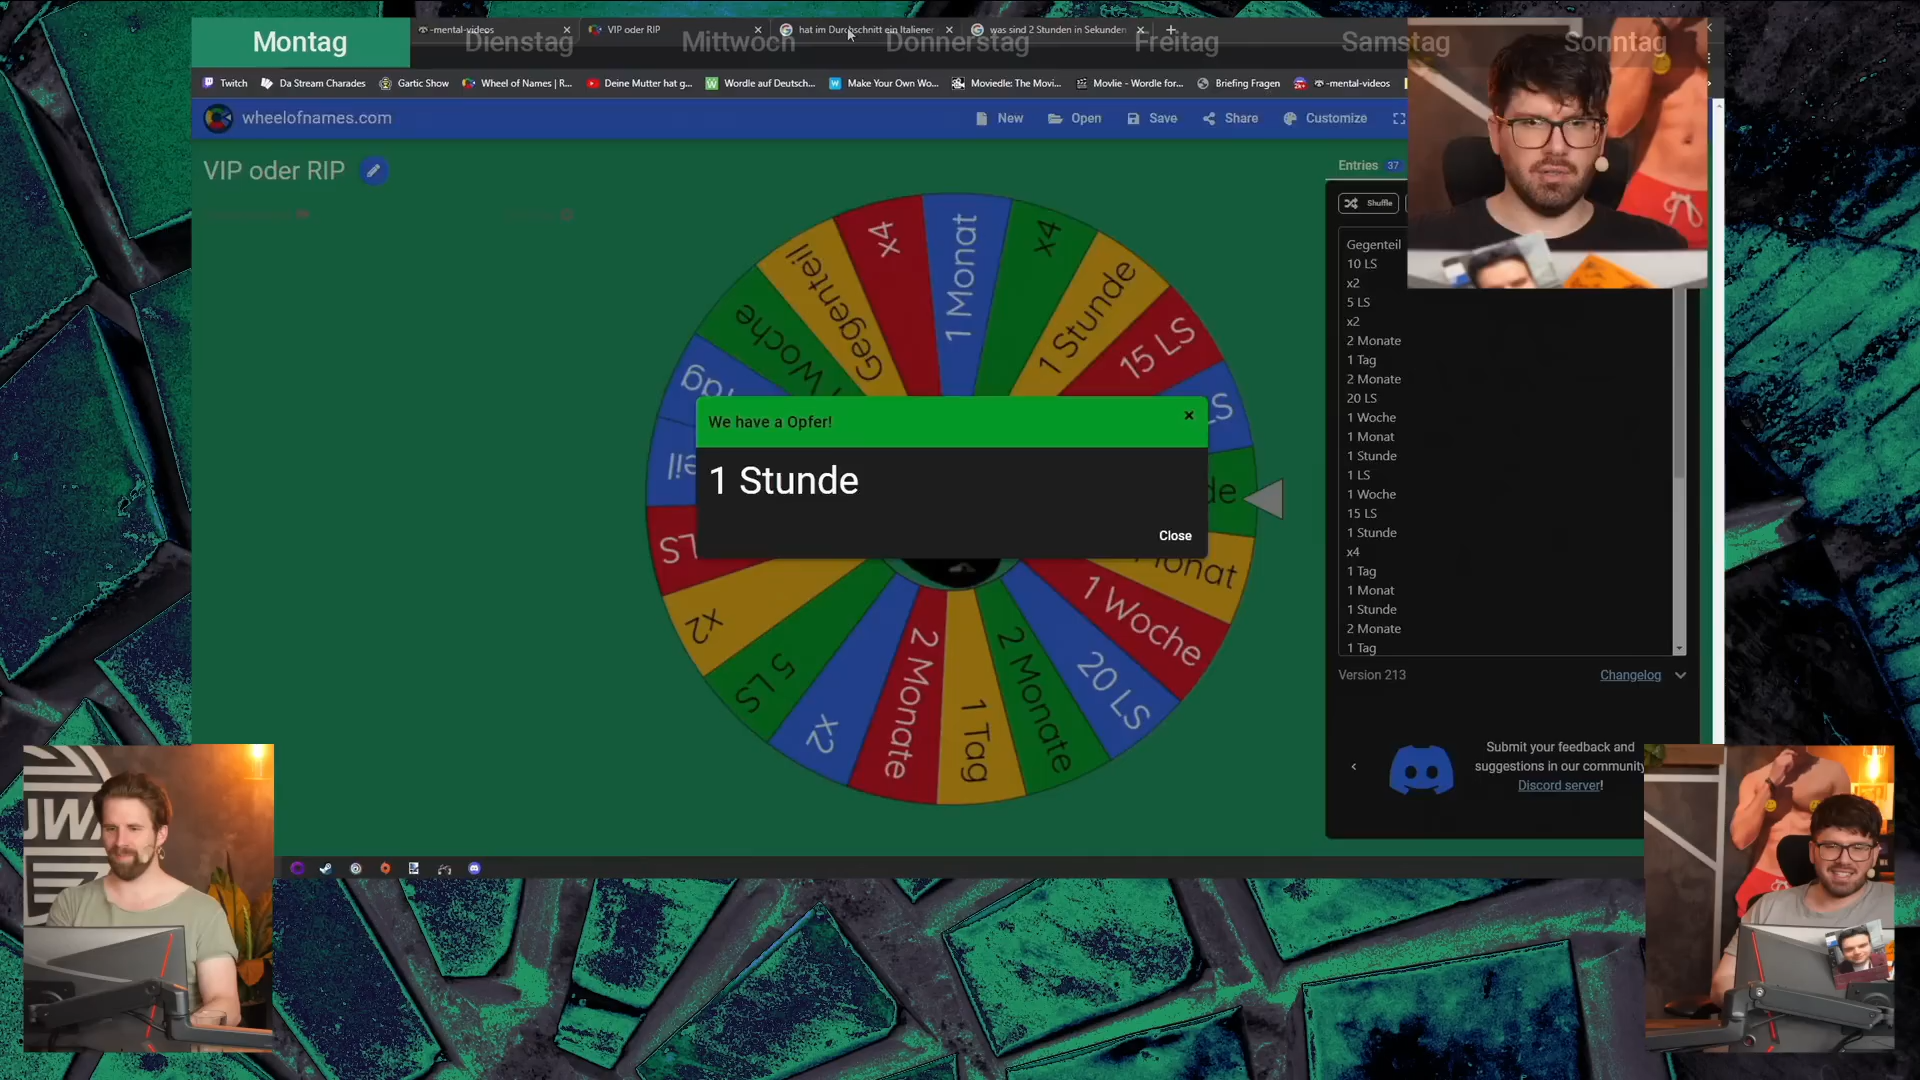 Montag
Dienstag
Mittwoch
Donnerstag
Freitag
Samstag
Sonntag
-mental-videos
VIP oder RIP
hat im Durchschnitt ein Italiener
was sind 2 Stunden in Sekunden
Twitch
Da Stream Charades
Gartic Show
Wheel of Names | R...
Deine Mutter hat g...
Wordle auf Deutsch...
Make Your Own Wo...
Moviedle: The Movi...
Movlie - Wordle for...
Briefing Fragen
-mental-videos
wheelofnames.com
New
Open
Save
Share
Customize
VIP oder RIP
Entries 37
Shuffle
Gegenteil
10 LS
x2
5 LS
x2
2 Monate
1 Tag
2 Monate
20 LS
1 Woche
1 Monat
1 Stunde
1 LS
1 Woche
15 LS
1 Stunde
x4
1 Tag
1 Monat
1 Stunde
2 Monate
1 Tag
x4
1 Monat
x4
1 Stunde
15 LS
S
de
Monat
1 Woche
20 LS
2 Monate
1 Tag
2 Monate
x2
5 LS
x2
LS
eil
Tag
Woche
Gegenteil
We have a Opfer!
1 Stunde
Close
Version 213
Changelog
Submit your feedback and
suggestions in our community
Discord server!